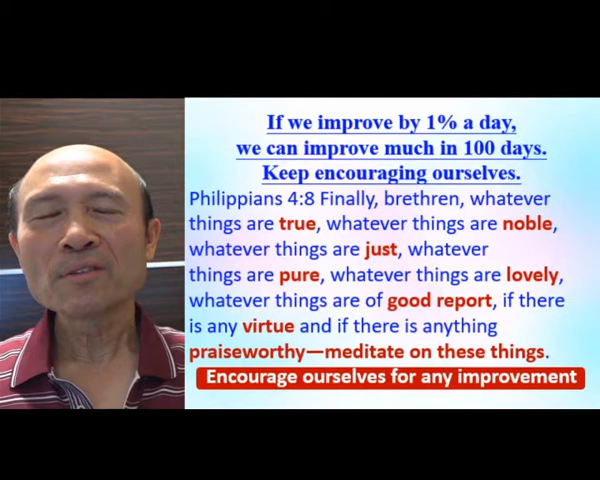 If we improve by 1% a day,
we can improve much in 100 days.
Keep encouraging ourselves.
Philippians 4:8 Finally, brethren, whatever
things are true, whatever things are noble,
whatever things are just, whatever
things are pure, whatever things are lovely,
whatever things are of good report, if there
is any virtue and if there is anything
praiseworthy—meditate on these things.
Encourage ourselves for any improvement